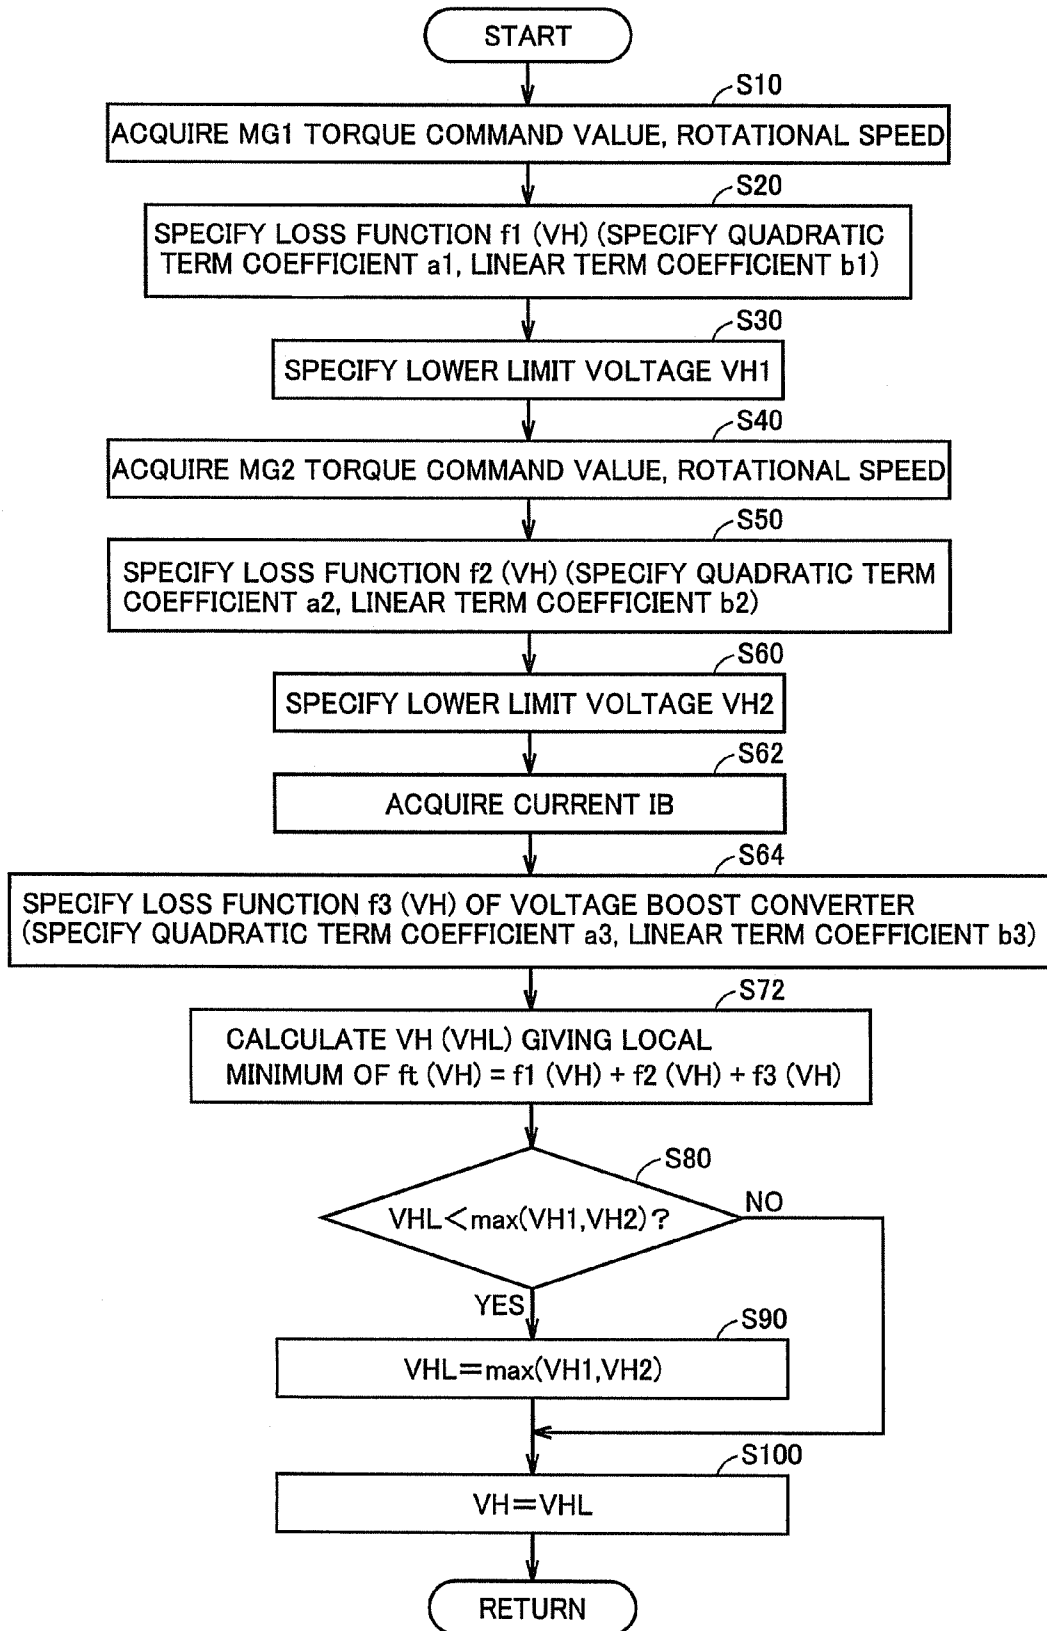 START
S10
ACQUIRE MG1 TORQUE COMMAND VALUE, ROTATIONAL SPEED
S20
SPECIFY LOSS FUNCTION f1 (VH) (SPECIFY QUADRATIC
TERM COEFFICIENT a1, LINEAR TERM COEFFICIENT b1)
S30
SPECIFY LOWER LIMIT VOLTAGE VH1
S40
ACQUIRE MG2 TORQUE COMMAND VALUE, ROTATIONAL SPEED
S50
SPECIFY LOSS FUNCTION f2 (VH) (SPECIFY QUADRATIC TERM
COEFFICIENT a2, LINEAR TERM COEFFICIENT b2)
S60
SPECIFY LOWER LIMIT VOLTAGE VH2
S62
ACQUIRE CURRENT IB
S64
SPECIFY LOSS FUNCTION f3 (VH) OF VOLTAGE BOOST CONVERTER
(SPECIFY QUADRATIC TERM COEFFICIENT a3, LINEAR TERM COEFFICIENT b3)
S72
CALCULATE VH (VHL) GIVING LOCAL
MINIMUM OF ft (VH) = f1 (VH) + f2 (VH) + f3 (VH)
S80
VHL<max(VH1,VH2)?
NO
YES
S90
VHL=max(VH1,VH2)
S100
VH=VHL
RETURN